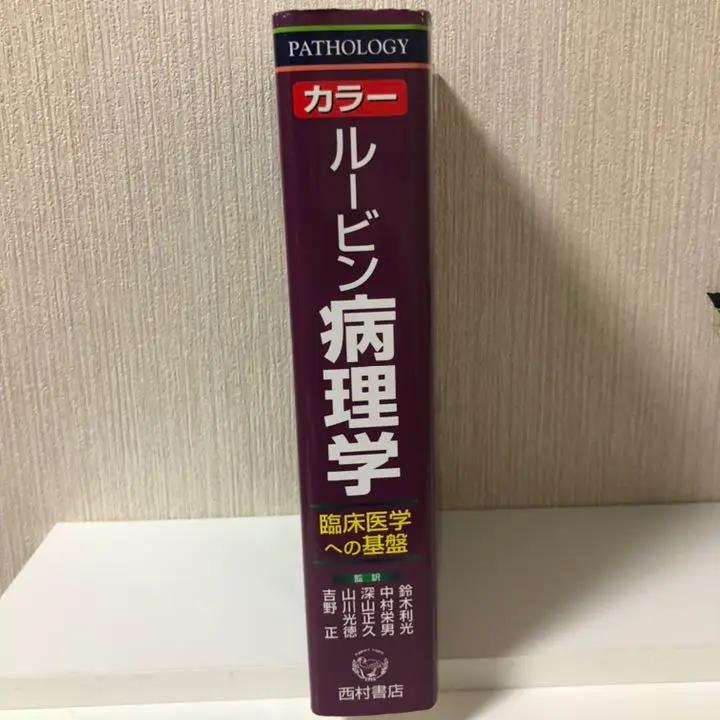 PATHOLOGY
カラー
ルービン病理学
臨床医学
への基盤
監訳
鈴木利光
中村栄男
深山正久
山川光徳
吉野 正
西村書店